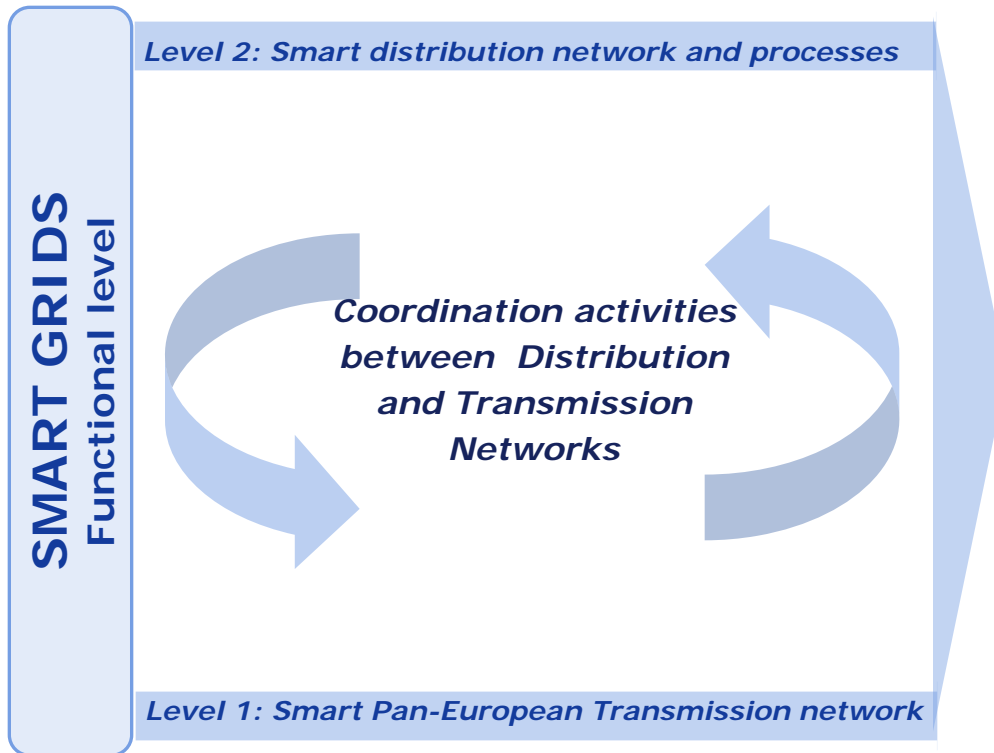 SMART GRIDS
Functional level
Level 2: Smart distribution network and processes
Coordination activities
between Distribution
and Transmission
Networks
Level 1: Smart Pan-European Transmission network